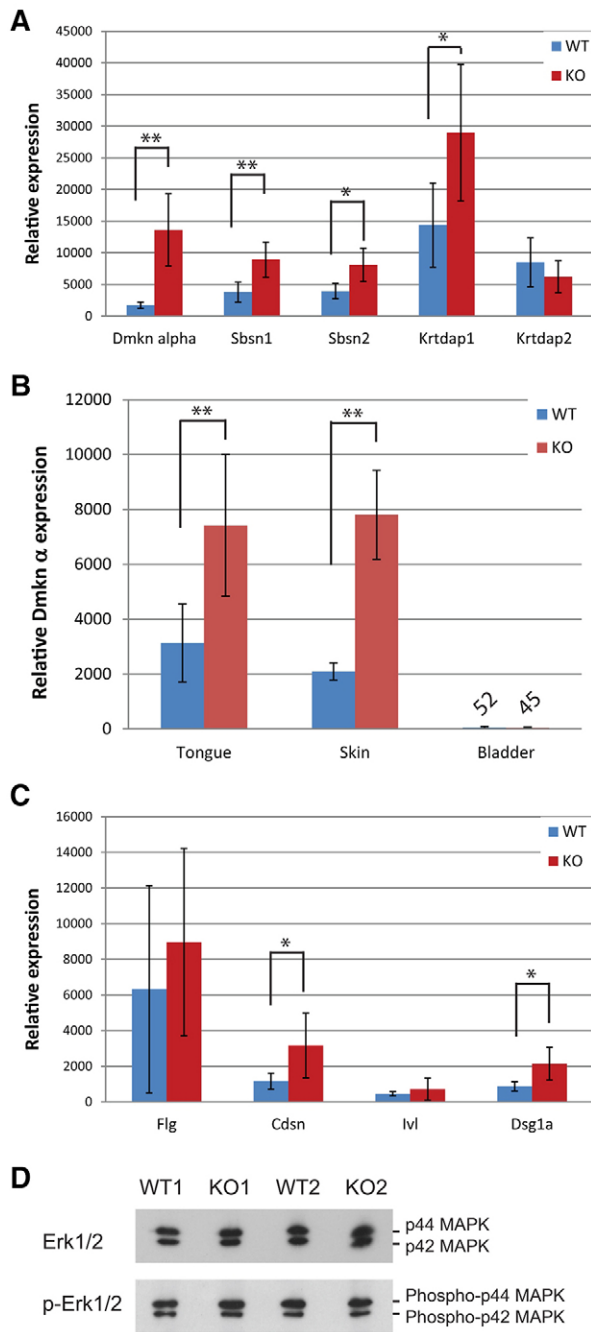 A
45000
40000
35000
30000
25000
20000
15000
10000
5000
0
Relative expression
WT
KO
**
**
*
*
Dmkn alpha Sbsn1 Sbsn2 Krtdap1 Krtdap2
B
12000
10000
8000
6000
4000
2000
0
Relative Dmkn α expression
WT
KO
**
**
52 45
Tongue Skin Bladder
C
16000
14000
12000
10000
8000
6000
4000
2000
0
Relative expression
WT
KO
*
*
Flg Cdsn Ivl Dsg1a
D
WT1 KO1 WT2 KO2
Erk1/2
p44 MAPK
p42 MAPK
p-Erk1/2
Phospho-p44 MAPK
Phospho-p42 MAPK